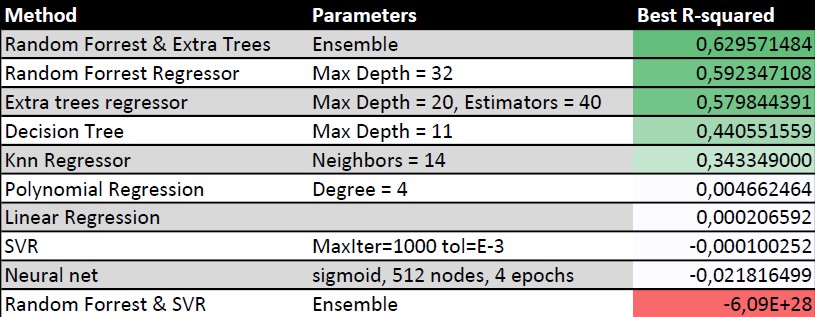 Method Parameters Best R-squared
Random Forrest & Extra Trees Ensemble 0,629571484
Random Forrest Regressor Max Depth = 32 0,592347108
Extra trees regressor Max Depth = 20, Estimators = 40 0,579844391
Decision Tree Max Depth = 11 0,440551559
Knn Regressor Neighbors = 14 0,343349000
Polynomial Regression Degree = 4 0,004662464
Linear Regression 0,000206592
SVR MaxIter=1000 tol=E-3 -0,000100252
Neural net sigmoid, 512 nodes, 4 epochs -0,021816499
Random Forrest & SVR Ensemble -6,09E+28